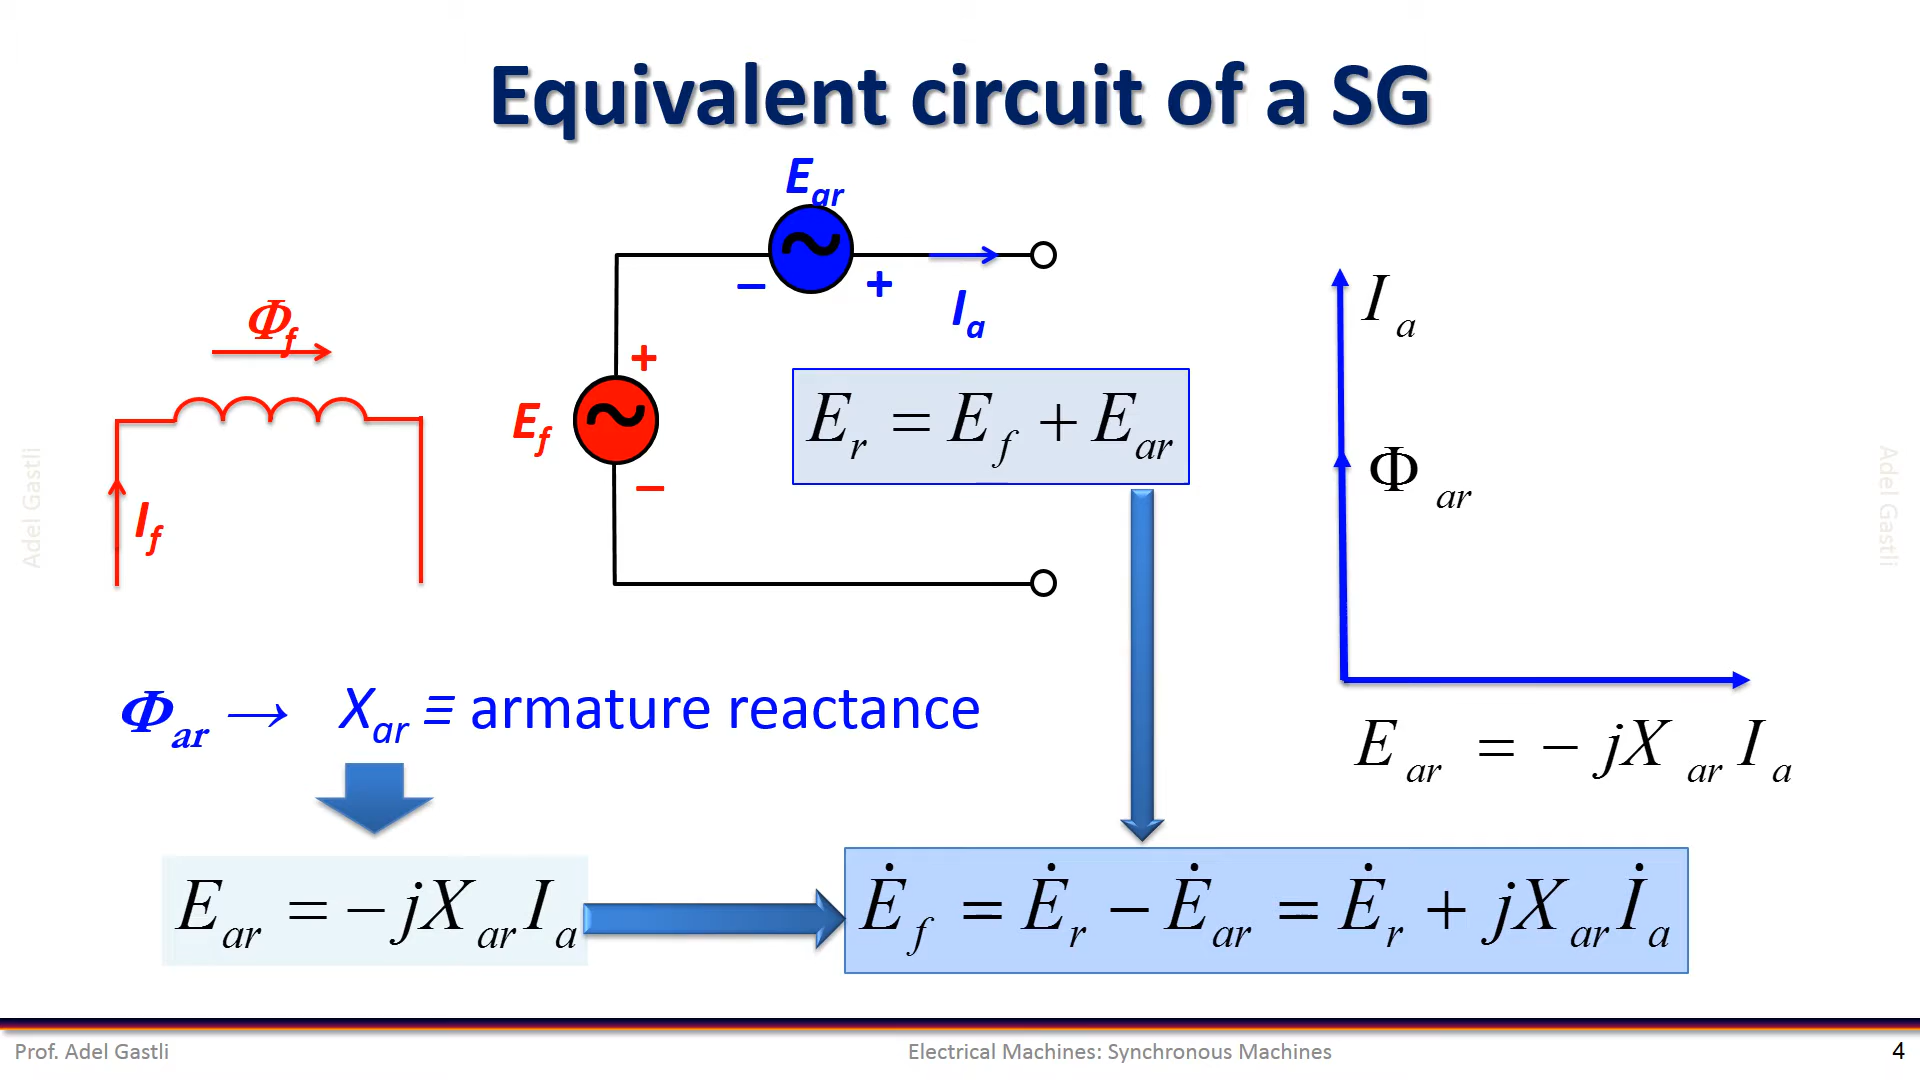 Equivalent circuit of a SG
E_ar
− +
I_a
Φ_f
I_f
+
E_f
−
E_r = E_f + E_ar
I_a
Φ_ar
E_ar = − jX_ar I_a
Φ_ar → X_ar ≡ armature reactance
E_ar = − jX_ar I_a
Ė_f = Ė_r − Ė_ar = Ė_r + jX_ar İ_a
Adel Gastli
Adel Gastli
Prof. Adel Gastli
Electrical Machines: Synchronous Machines
4